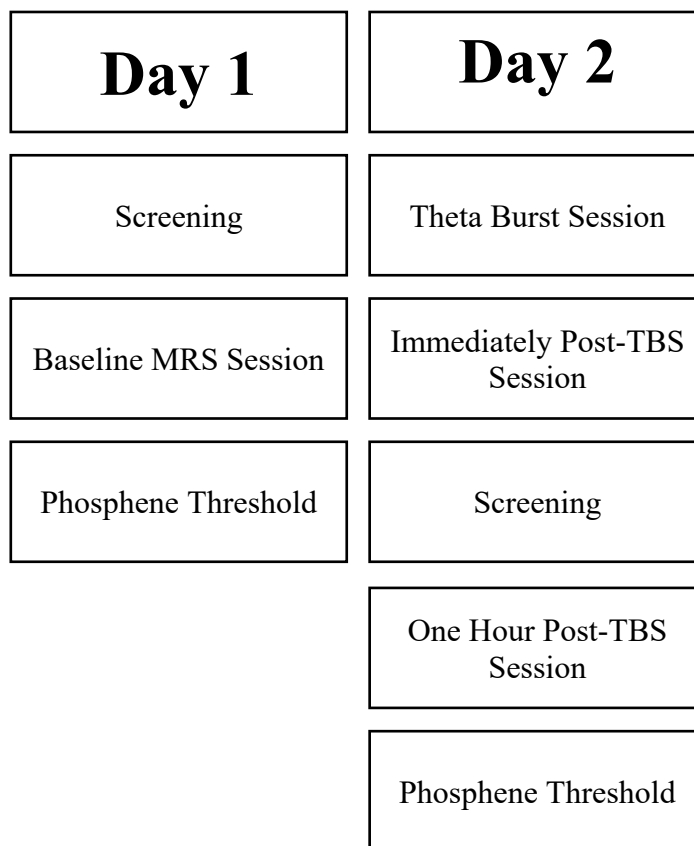 Day 1
Screening
Baseline MRS Session
Phosphene Threshold
Day 2
Theta Burst Session
Immediately Post-TBS
Session
Screening
One Hour Post-TBS
Session
Phosphene Threshold